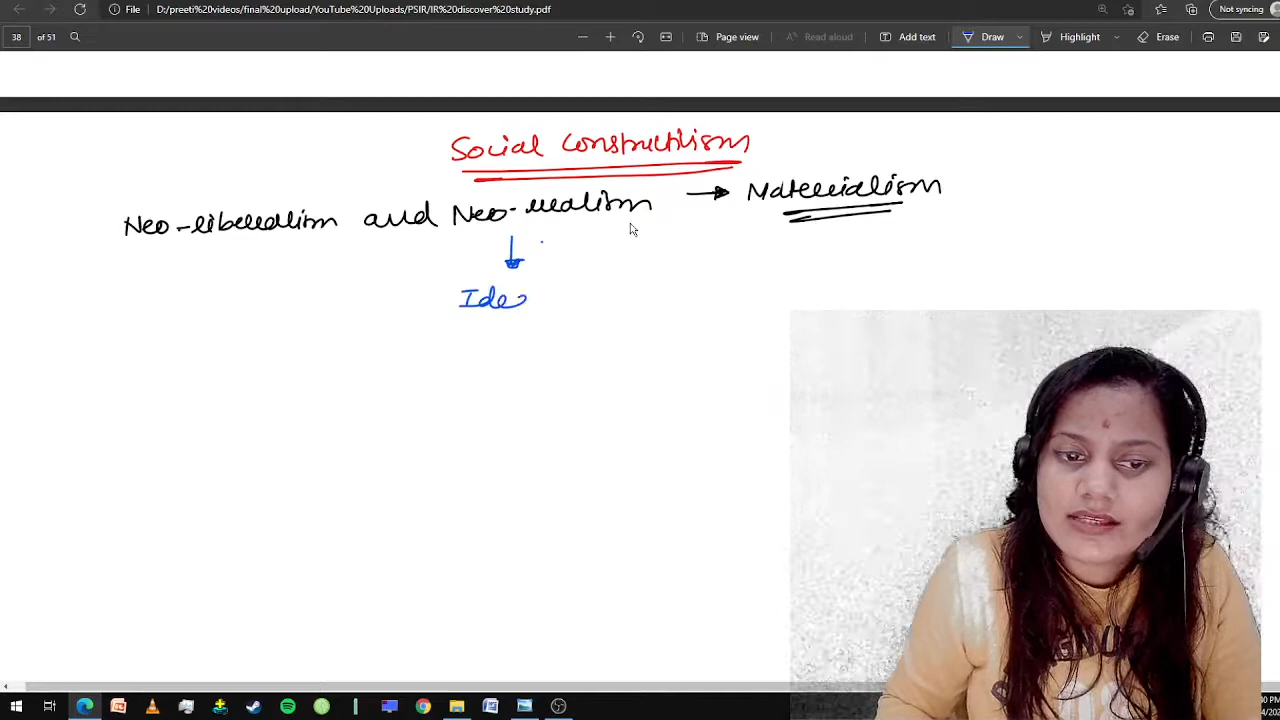 File D:/preeti%20videos/final%20upload/YouTube%20Uploads/PSIR/IR%20discover%20study.pdf Not syncing
38 of 51 Page view Read aloud Add text Draw Highlight Erase
Social Constructivism
Neo-liberalism and Neo-realism → Materialism
Ide